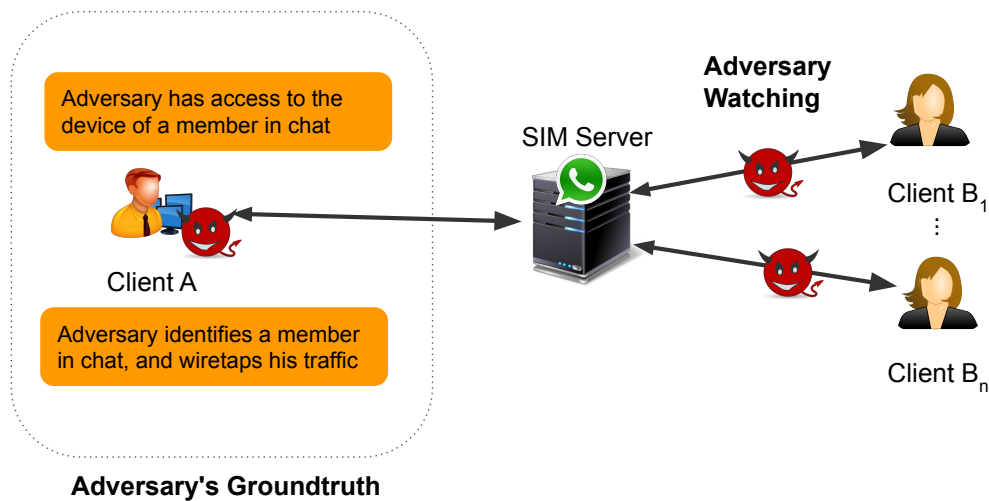 Adversary has access to the
device of a member in chat
Client A
Adversary identifies a member
in chat, and wiretaps his traffic
Adversary's Groundtruth
SIM Server
Adversary
Watching
Client B1
⋮
Client Bn